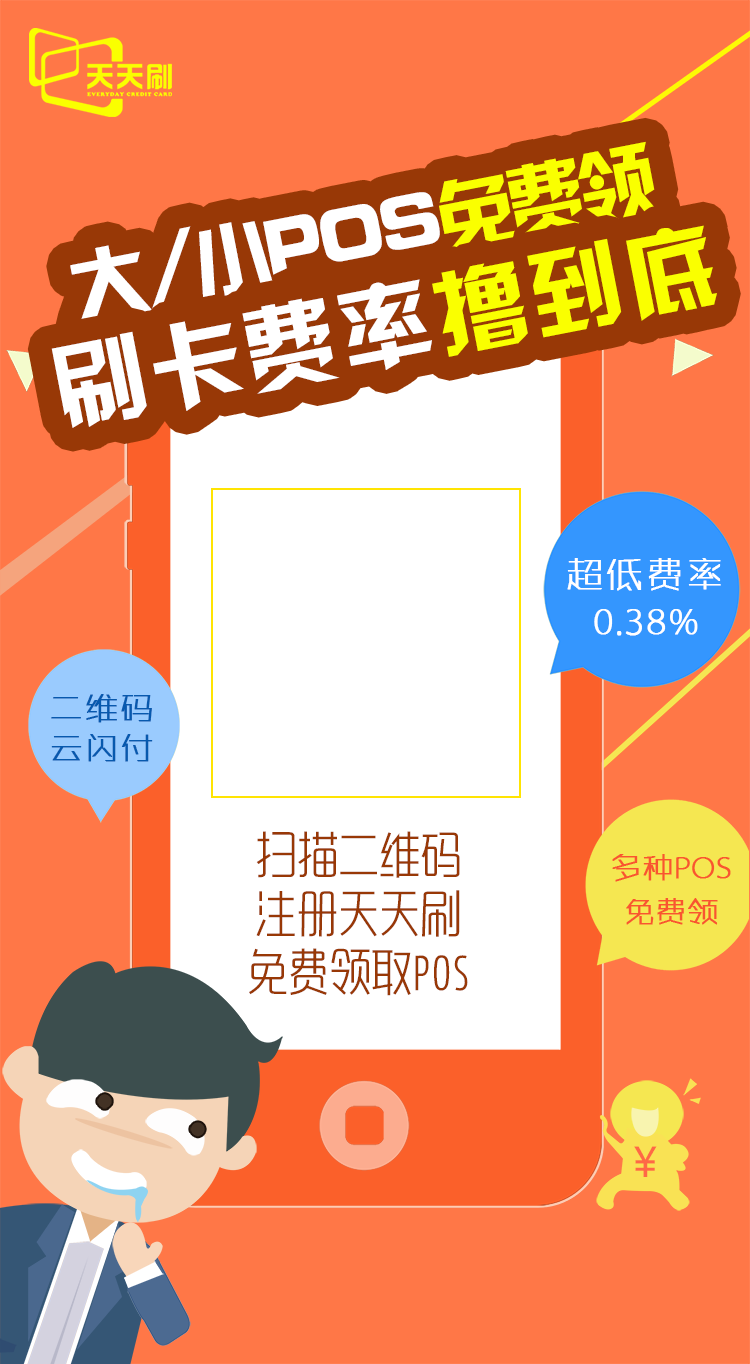 天天刷
EVERYDAY CREDIT CARD
大/小POS免费领
刷卡费率撸到底
超低费率
0.38%
二维码
云闪付
扫描二维码
注册天天刷
免费领取POS
多种POS
免费领
¥